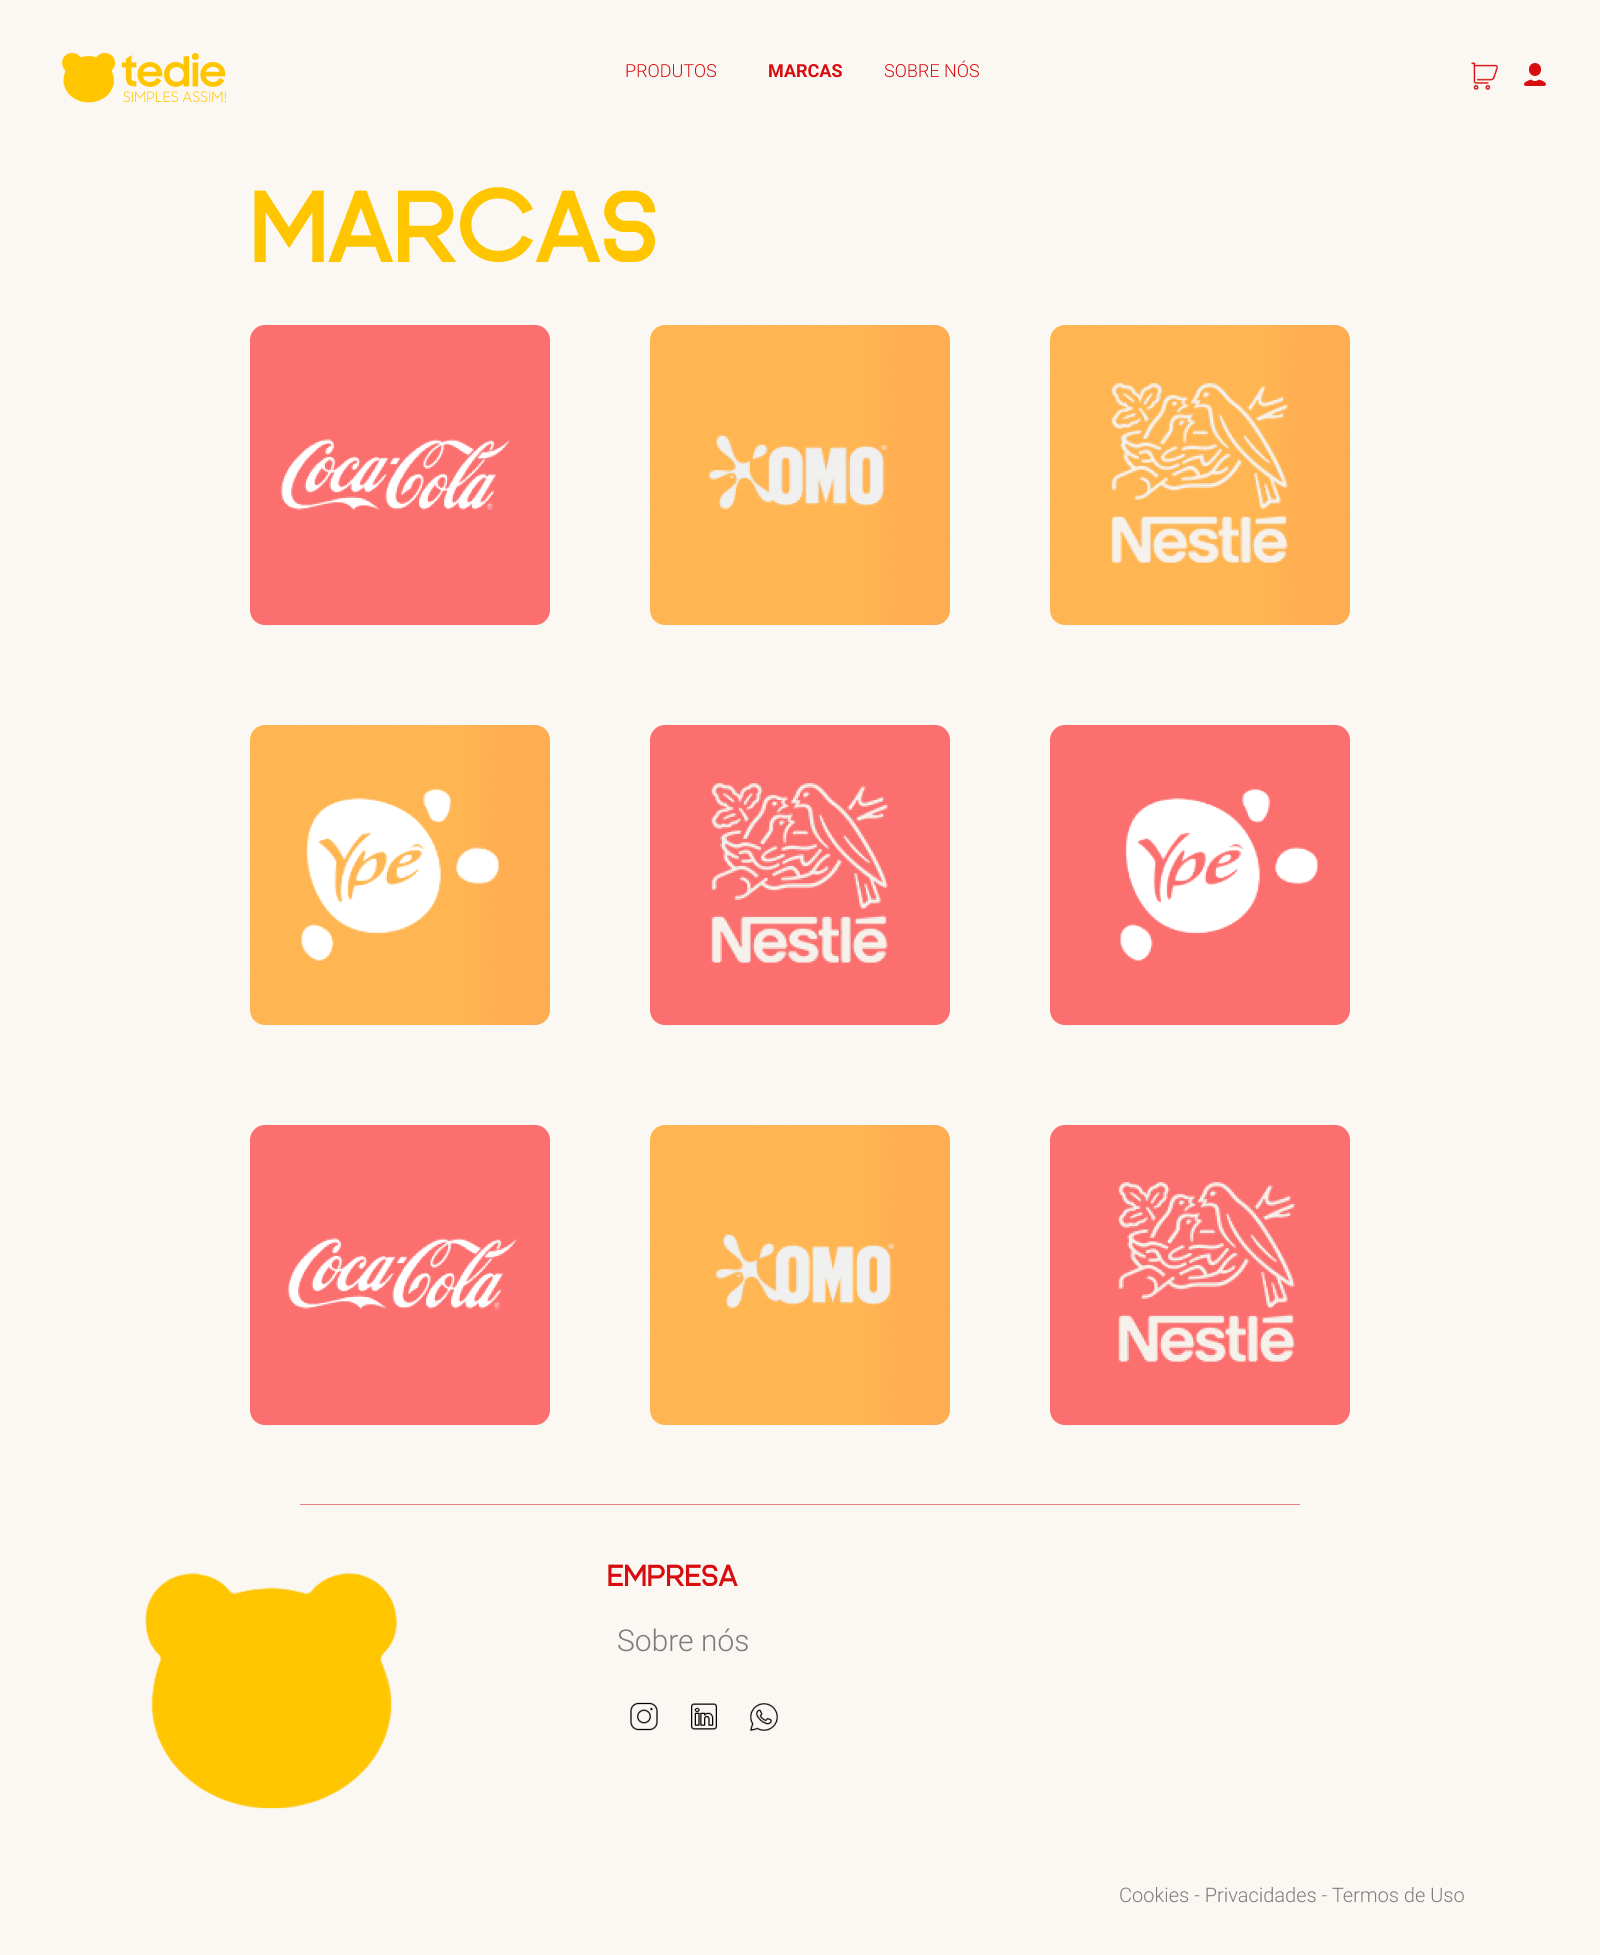 tedie
SIMPLES ASSIM!
PRODUTOS
MARCAS
SOBRE NÓS
MARCAS
Coca-Cola®
OMO®
Nestlé
Ypê
Nestlé
Ypê
Coca-Cola®
OMO®
Nestlé
EMPRESA
Sobre nós
in
Cookies - Privacidades - Termos de Uso